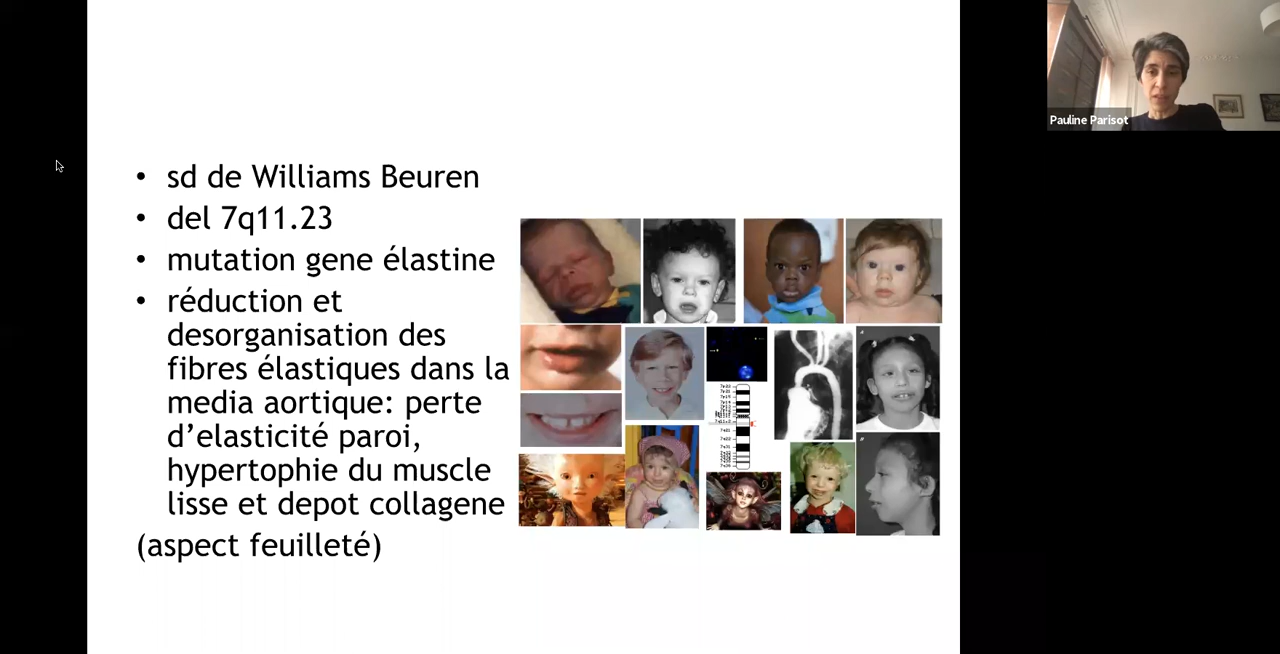 • sd de Williams Beuren
• del 7q11.23
• mutation gene élastine
• réduction et
desorganisation des
fibres élastiques dans la
media aortique: perte
d’elasticité paroi,
hypertophie du muscle
lisse et depot collagene
(aspect feuilleté)
Pauline Parisot